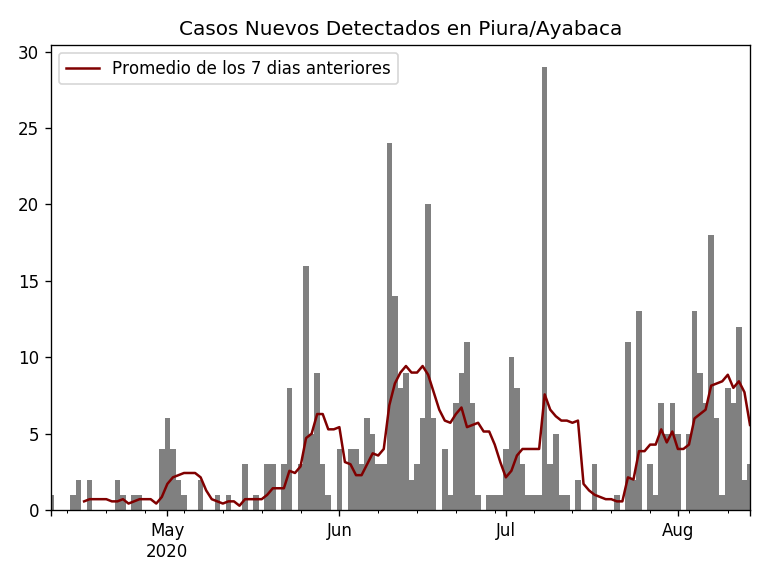 Casos Nuevos Detectados en Piura/Ayabaca
Promedio de los 7 dias anteriores
30
25
20
15
10
5
0
May
2020
Jun
Jul
Aug